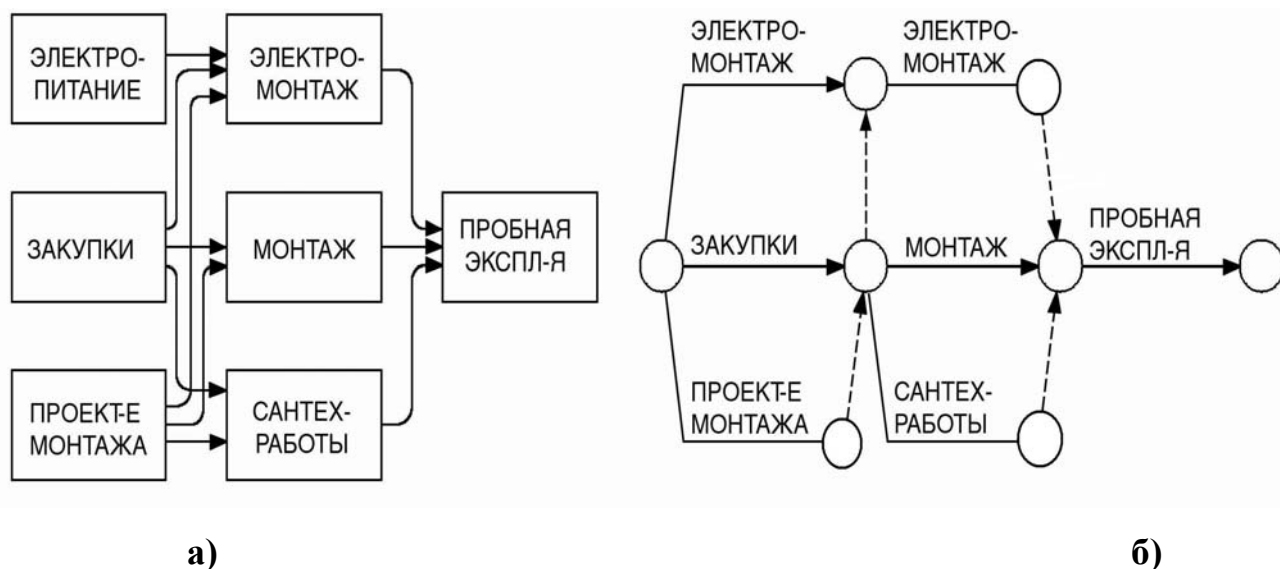 ЭЛЕКТРО-
ПИТАНИЕ
ЭЛЕКТРО-
МОНТАЖ
ЗАКУПКИ
МОНТАЖ
ПРОБНАЯ
ЭКСПЛ-Я
ПРОЕКТ-Е
МОНТАЖА
САНТЕХ-
РАБОТЫ
а)
ЭЛЕКТРО-
МОНТАЖ
ЭЛЕКТРО-
МОНТАЖ
ЗАКУПКИ
МОНТАЖ
ПРОБНАЯ
ЭКСПЛ-Я
ПРОЕКТ-Е
МОНТАЖА
САНТЕХ-
РАБОТЫ
б)